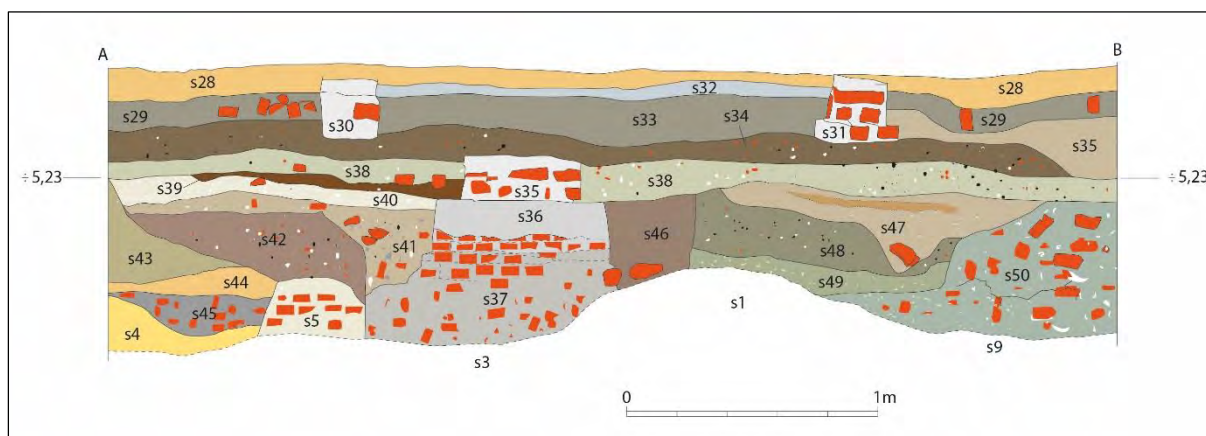 A B
s28 s32 s28
s29 s30 s33 s34 s31 s29
s35
s38 s35 s38
÷5,23 ÷5,23
s39 s40
s36
s42 s41 s46 s47
s43 s48
s44 s37 s49 s50
s45 s5 s1
s4
s3 s9
0 1m